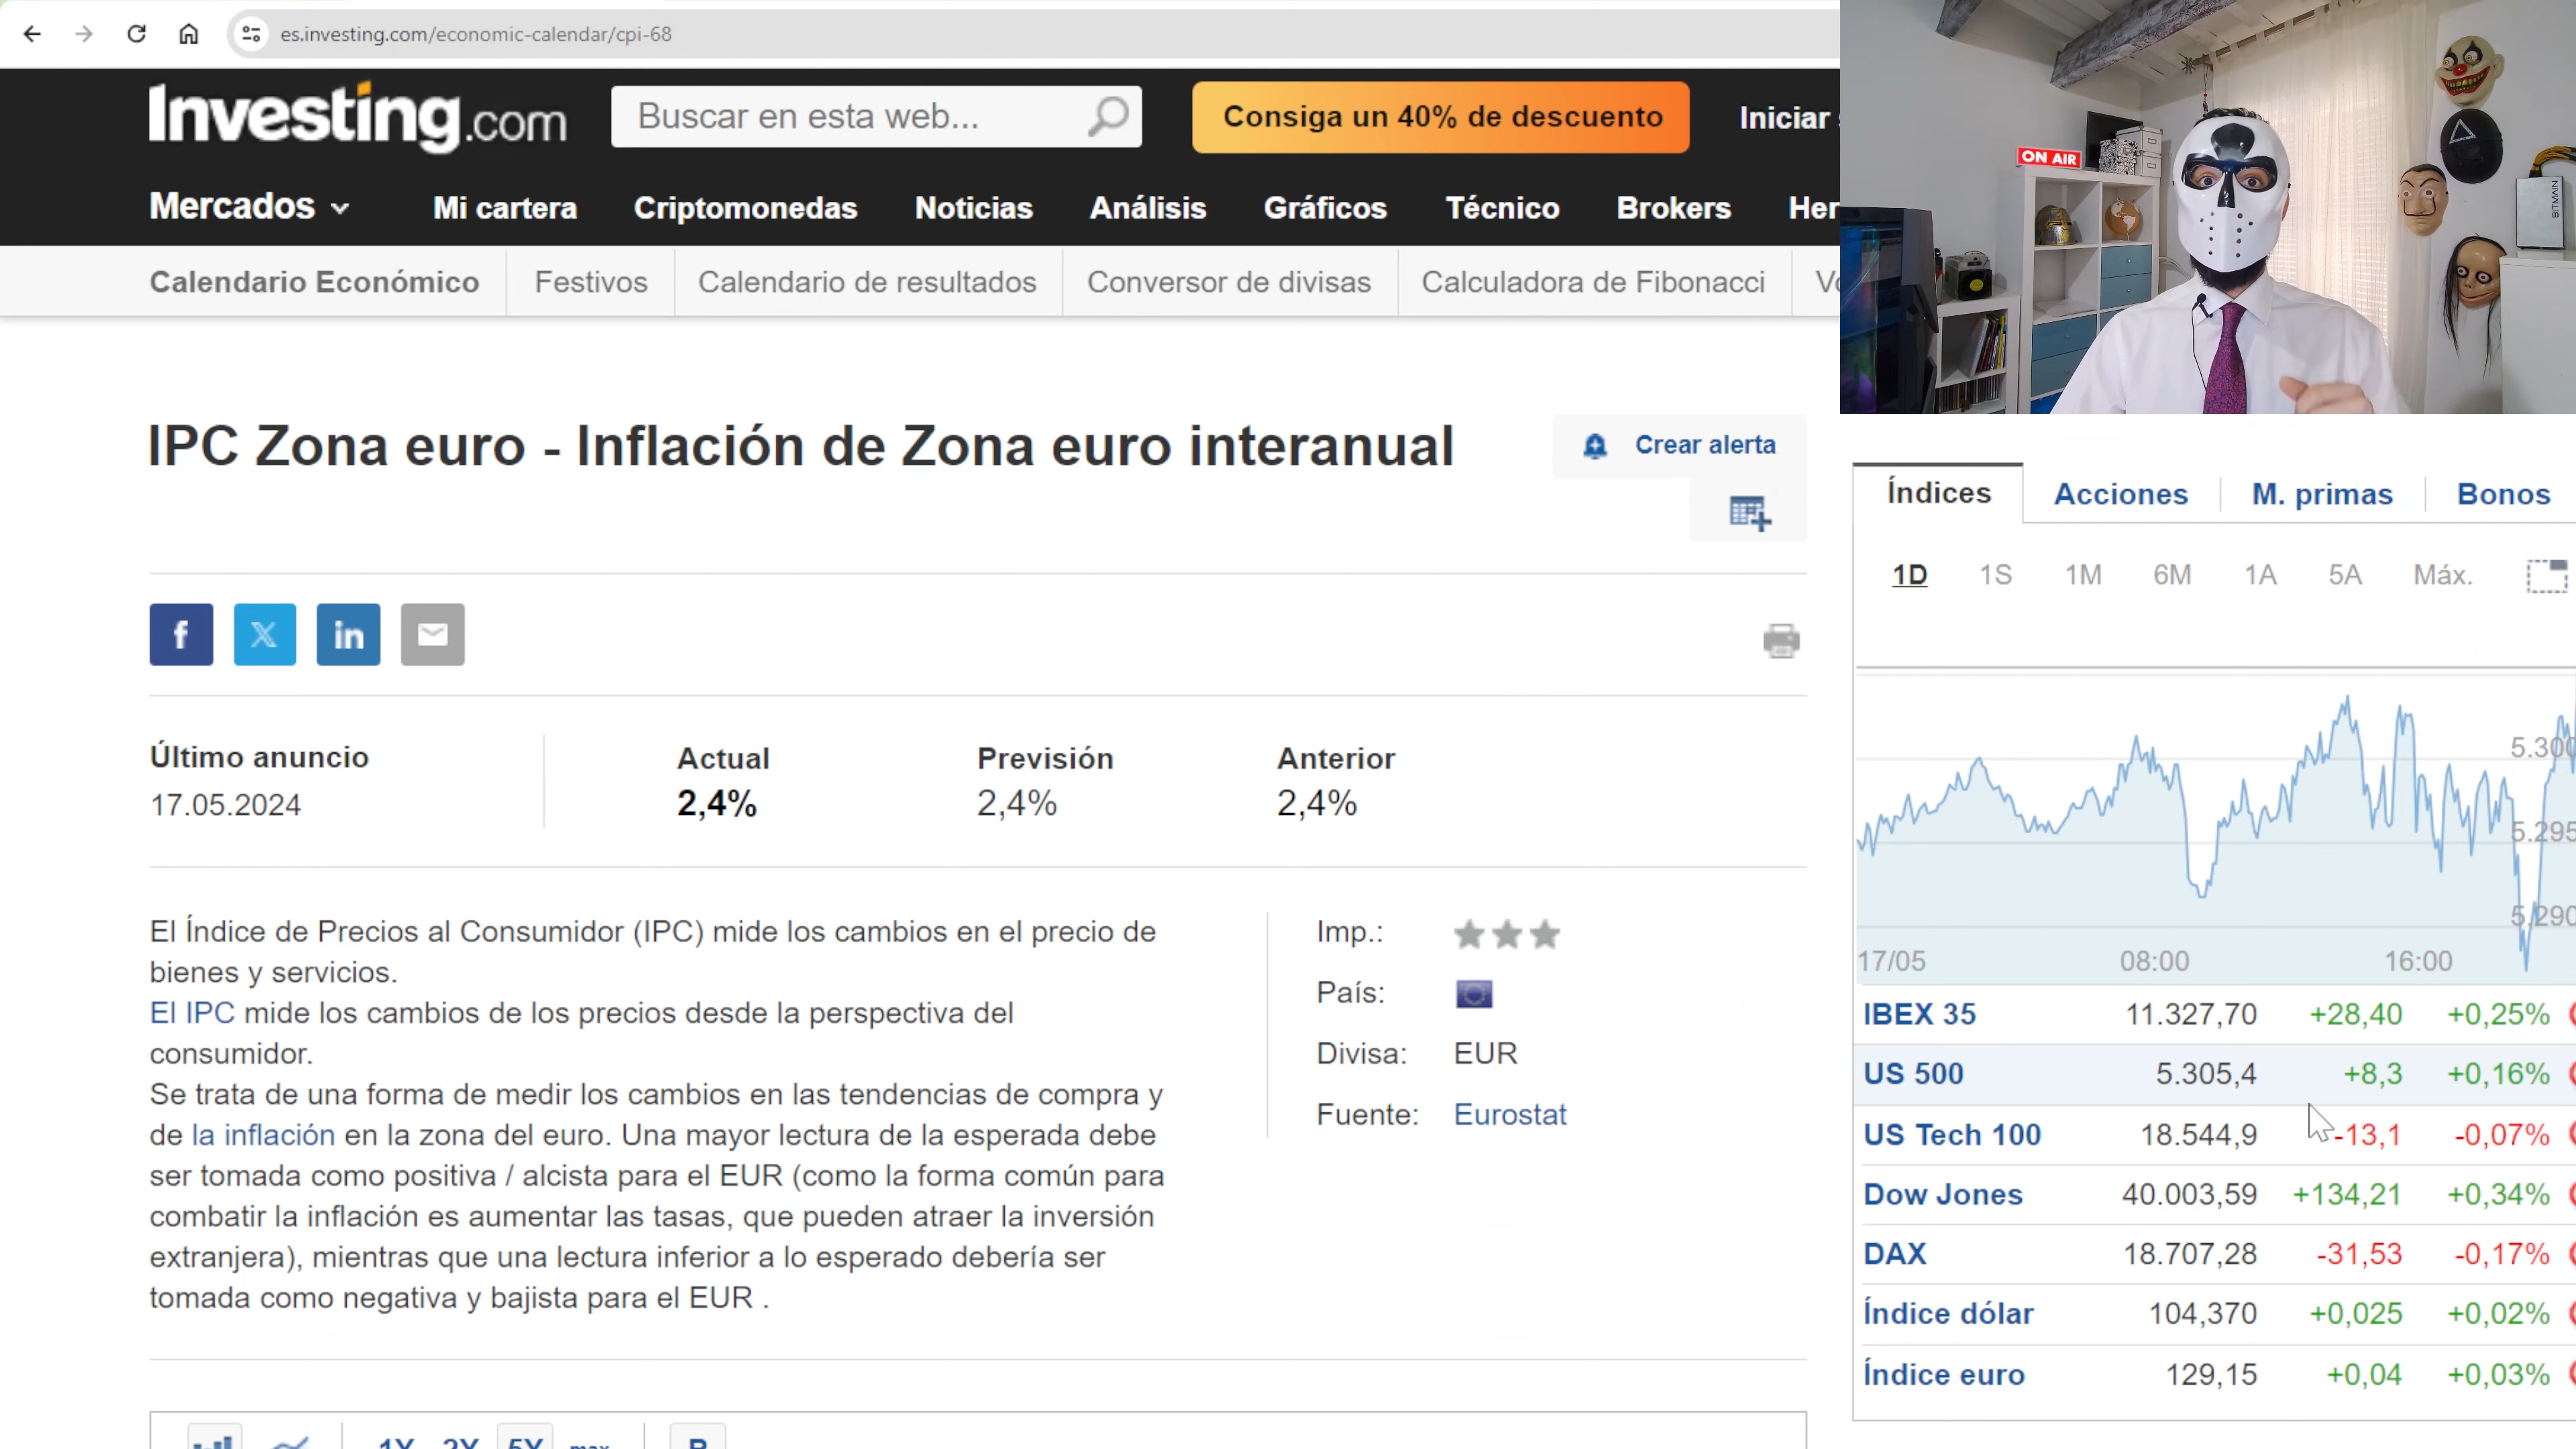 es.investing.com/economic-calendar/cpi-68
Investing.com
Buscar en esta web...
Consiga un 40% de descuento
Iniciar
Mercados
Mi cartera
Criptomonedas
Noticias
Análisis
Gráficos
Técnico
Brokers
Her
Calendario Económico
Festivos
Calendario de resultados
Conversor de divisas
Calculadora de Fibonacci
ON AIR
BITMAIN
IPC Zona euro - Inflación de Zona euro interanual
Crear alerta
Último anuncio
17.05.2024
Actual
2,4%
Previsión
2,4%
Anterior
2,4%
El Índice de Precios al Consumidor (IPC) mide los cambios en el precio de
bienes y servicios.
El IPC mide los cambios de los precios desde la perspectiva del
consumidor.
Se trata de una forma de medir los cambios en las tendencias de compra y
de la inflación en la zona del euro. Una mayor lectura de la esperada debe
ser tomada como positiva / alcista para el EUR (como la forma común para
combatir la inflación es aumentar las tasas, que pueden atraer la inversión
extranjera), mientras que una lectura inferior a lo esperado debería ser
tomada como negativa y bajista para el EUR .
Imp.:
País:
Divisa: EUR
Fuente: Eurostat
1Y 2Y 5Y max
Índices
Acciones
M. primas
Bonos
1D 1S 1M 6M 1A 5A Máx.
5.300
5.295
5.290
17/05 08:00 16:00
IBEX 35 11.327,70 +28,40 +0,25%
US 500 5.305,4 +8,3 +0,16%
US Tech 100 18.544,9 -13,1 -0,07%
Dow Jones 40.003,59 +134,21 +0,34%
DAX 18.707,28 -31,53 -0,17%
Índice dólar 104,370 +0,025 +0,02%
Índice euro 129,15 +0,04 +0,03%